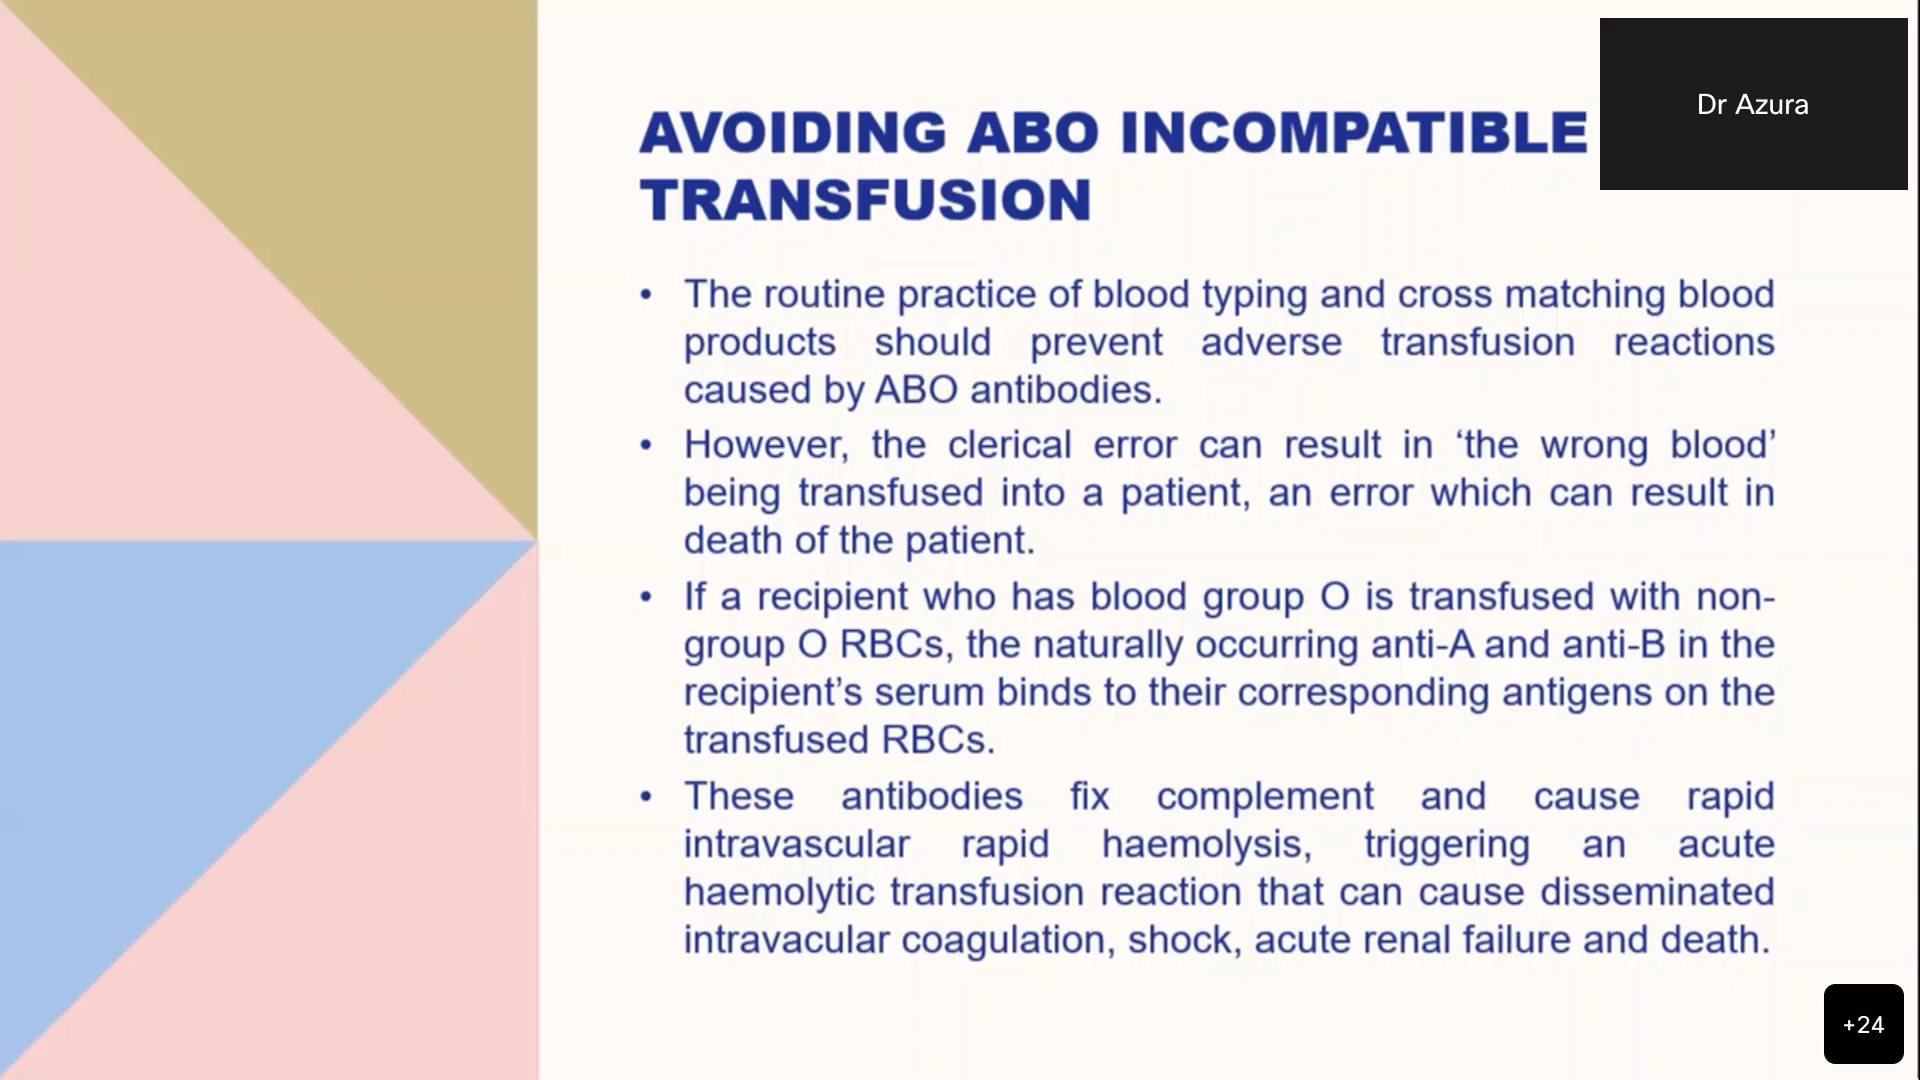 Dr Azura
AVOIDING ABO INCOMPATIBLE
TRANSFUSION
• The routine practice of blood typing and cross matching blood
products should prevent adverse transfusion reactions
caused by ABO antibodies.
• However, the clerical error can result in ‘the wrong blood’
being transfused into a patient, an error which can result in
death of the patient.
• If a recipient who has blood group O is transfused with non-
group O RBCs, the naturally occurring anti-A and anti-B in the
recipient’s serum binds to their corresponding antigens on the
transfused RBCs.
• These antibodies fix complement and cause rapid
intravascular rapid haemolysis, triggering an acute
haemolytic transfusion reaction that can cause disseminated
intravacular coagulation, shock, acute renal failure and death.
+24